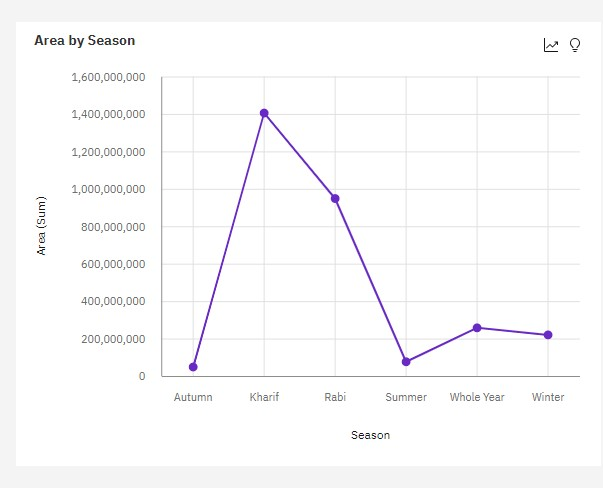 Area by Season
1,600,000,000
1,400,000,000
1,200,000,000
1,000,000,000
800,000,000
600,000,000
400,000,000
200,000,000
0
Area (Sum)
Autumn Kharif Rabi Summer Whole Year Winter
Season